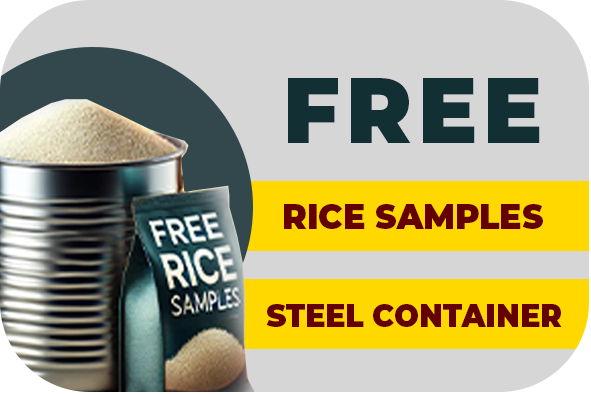 FREE
RICE SAMPLES
STEEL CONTAINER
FREE
RICE
SAMPLES